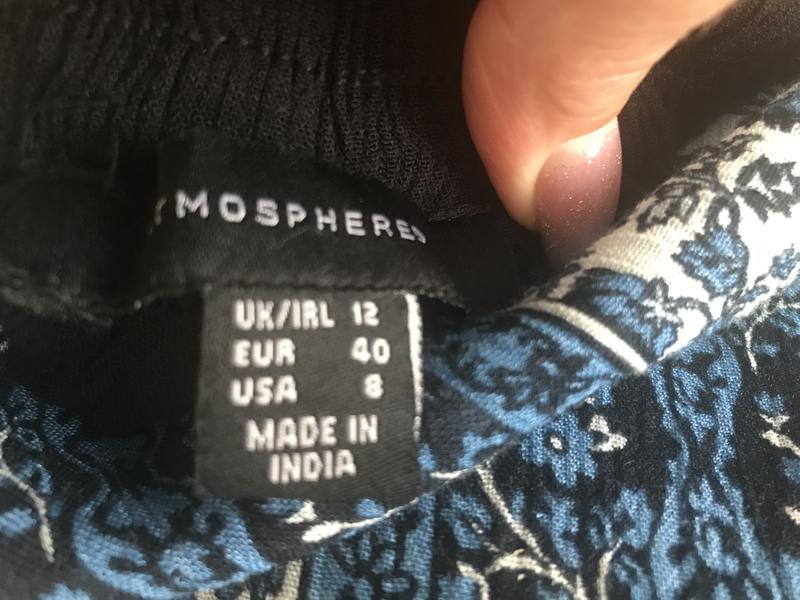 MOSPHERE
UK/IRL 12
EUR 40
USA 8
MADE IN
INDIA